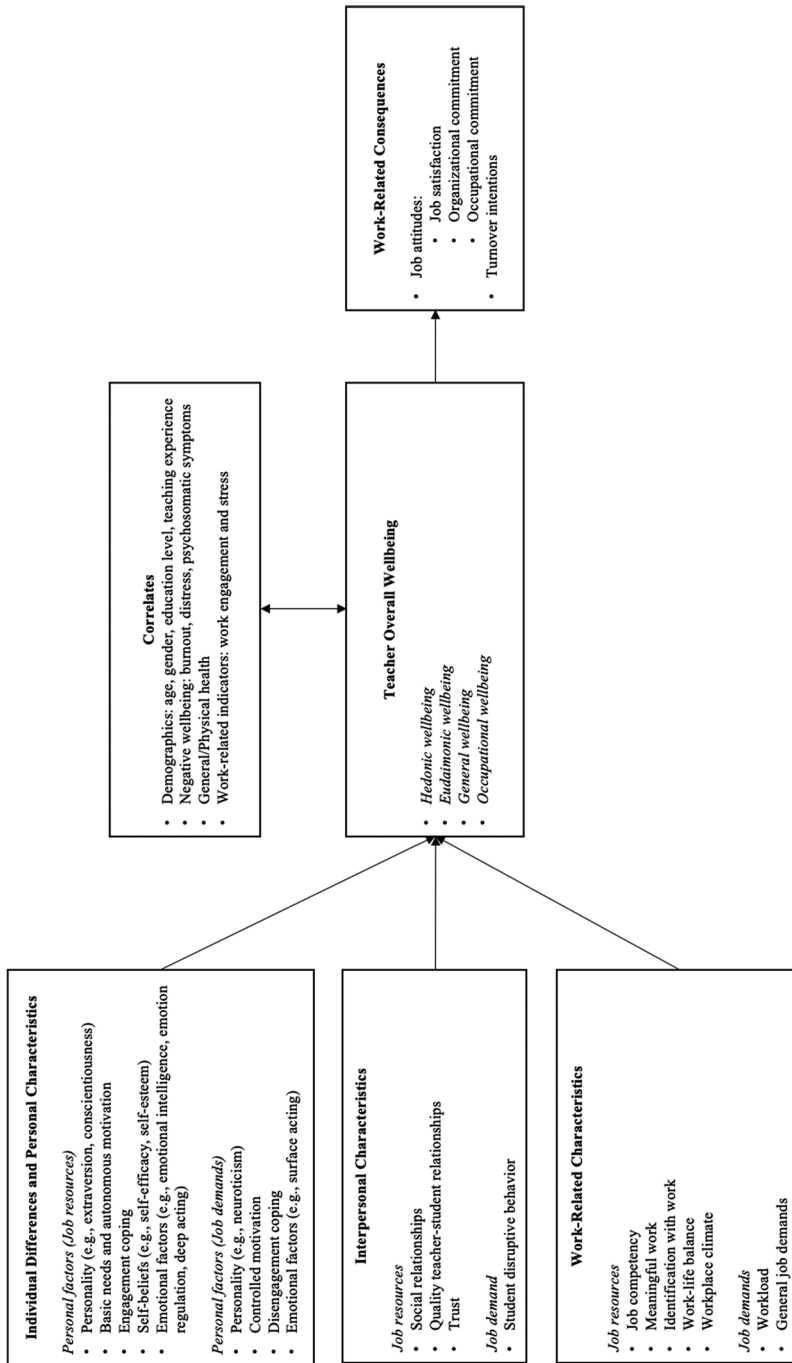 Individual Differences and Personal Characteristics
Personal factors (Job resources)
• Personality (e.g., extraversion, conscientiousness)
• Basic needs and autonomous motivation
• Engagement coping
• Self-beliefs (e.g., self-efficacy, self-esteem)
• Emotional factors (e.g., emotional intelligence, emotion
regulation, deep acting)
Personal factors (Job demands)
• Personality (e.g., neuroticism)
• Controlled motivation
• Disengagement coping
• Emotional factors (e.g., surface acting)
Interpersonal Characteristics
Job resources
• Social relationships
• Quality teacher-student relationships
• Trust
Job demand
• Student disruptive behavior
Work-Related Characteristics
Job resources
• Job competency
• Meaningful work
• Identification with work
• Work-life balance
• Workplace climate
Job demands
• Workload
• General job demands
Correlates
• Demographics: age, gender, education level, teaching experience
• Negative wellbeing: burnout, distress, psychosomatic symptoms
• General/Physical health
• Work-related indicators: work engagement and stress
Teacher Overall Wellbeing
• Hedonic wellbeing
• Eudaimonic wellbeing
• General wellbeing
• Occupational wellbeing
Work-Related Consequences
• Job attitudes:
• Job satisfaction
• Organizational commitment
• Occupational commitment
• Turnover intentions